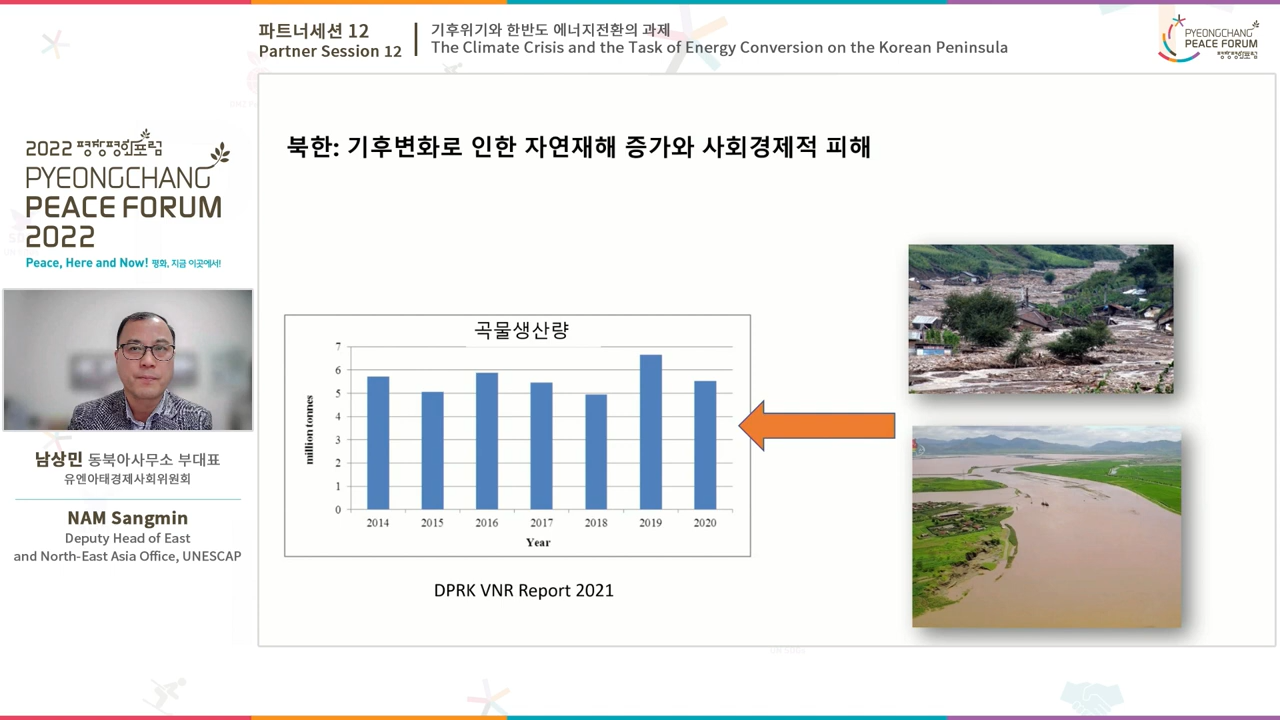 파트너세션 12
Partner Session 12
기후위기와 한반도 에너지전환의 과제
The Climate Crisis and the Task of Energy Conversion on the Korean Peninsula
PYEONGCHANG
PEACE FORUM
평창평화포럼
2022 평창평화포럼
PYEONGCHANG
PEACE FORUM
2022
Peace, Here and Now! 평화, 지금 이곳에서!
남상민 동북아사무소 부대표
유엔아태경제사회위원회
NAM Sangmin
Deputy Head of East
and North-East Asia Office, UNESCAP
북한: 기후변화로 인한 자연재해 증가와 사회경제적 피해
곡물생산량
7
6
5
4
3
2
1
0
million tonnes
2014 2015 2016 2017 2018 2019 2020
Year
DPRK VNR Report 2021